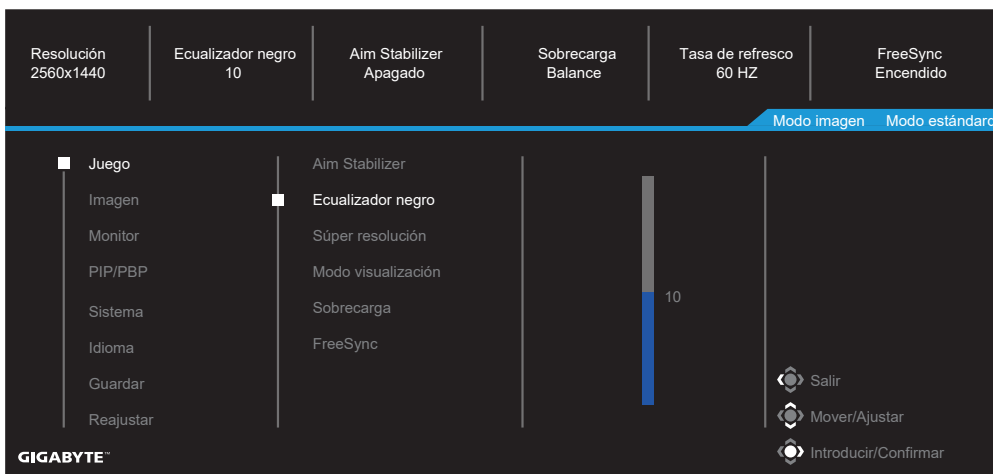 Resolución
2560x1440
Ecualizador negro
10
Aim Stabilizer
Apagado
Sobrecarga
Balance
Tasa de refresco
60 HZ
FreeSync
Encendido
Modo imagen Modo estándard
Juego
Imagen
Monitor
PIP/PBP
Sistema
Idioma
Guardar
Reajustar
Aim Stabilizer
Ecualizador negro
Súper resolución
Modo visualización
Sobrecarga
FreeSync
10
Salir
Mover/Ajustar
Introducir/Confirmar
GIGABYTE™